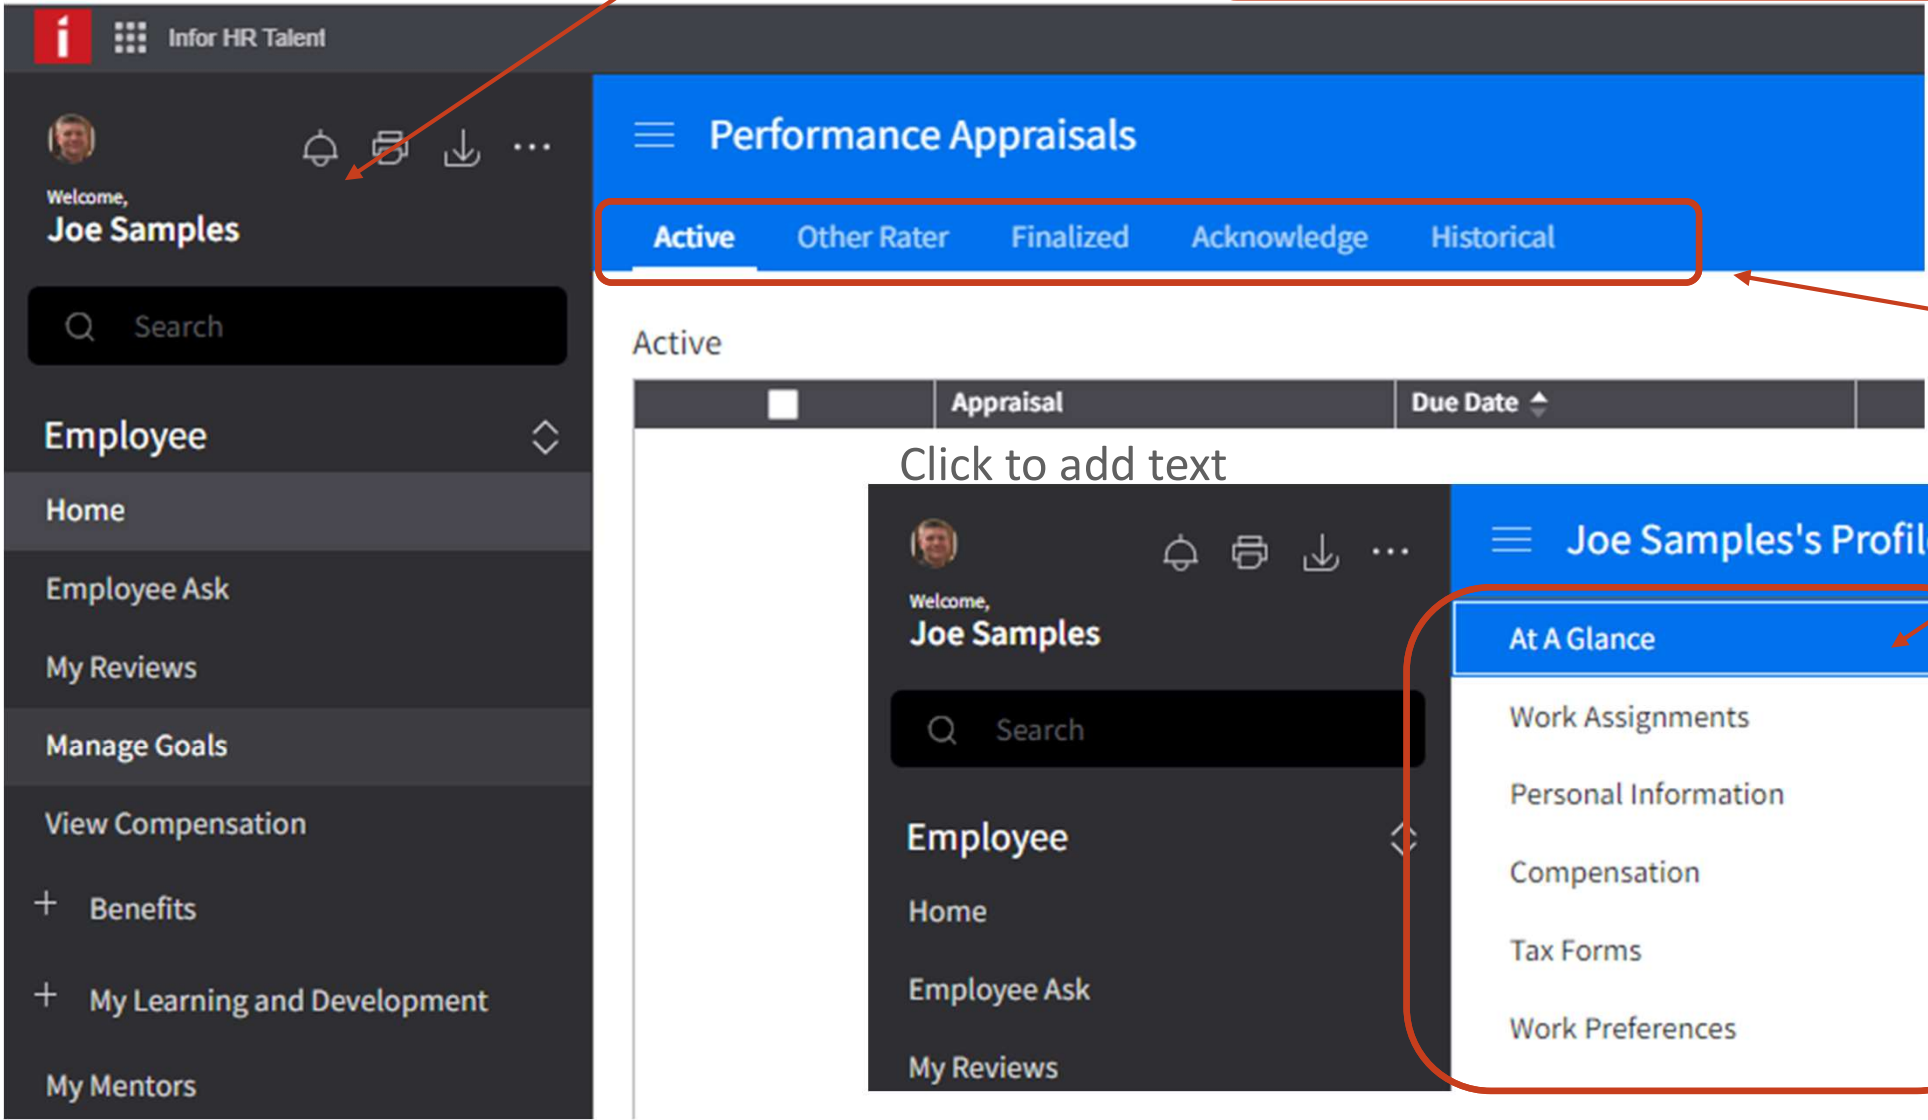 Infor HR Talent
Welcome,
Joe Samples
Search
Employee
Home
Employee Ask
My Reviews
Manage Goals
View Compensation
+ Benefits
+ My Learning and Development
My Mentors
Performance Appraisals
Active Other Rater Finalized Acknowledge Historical
Active
Appraisal Due Date
Click to add text
Welcome,
Joe Samples
Search
Employee
Home
Employee Ask
My Reviews
Joe Samples's Profil
At A Glance
Work Assignments
Personal Information
Compensation
Tax Forms
Work Preferences